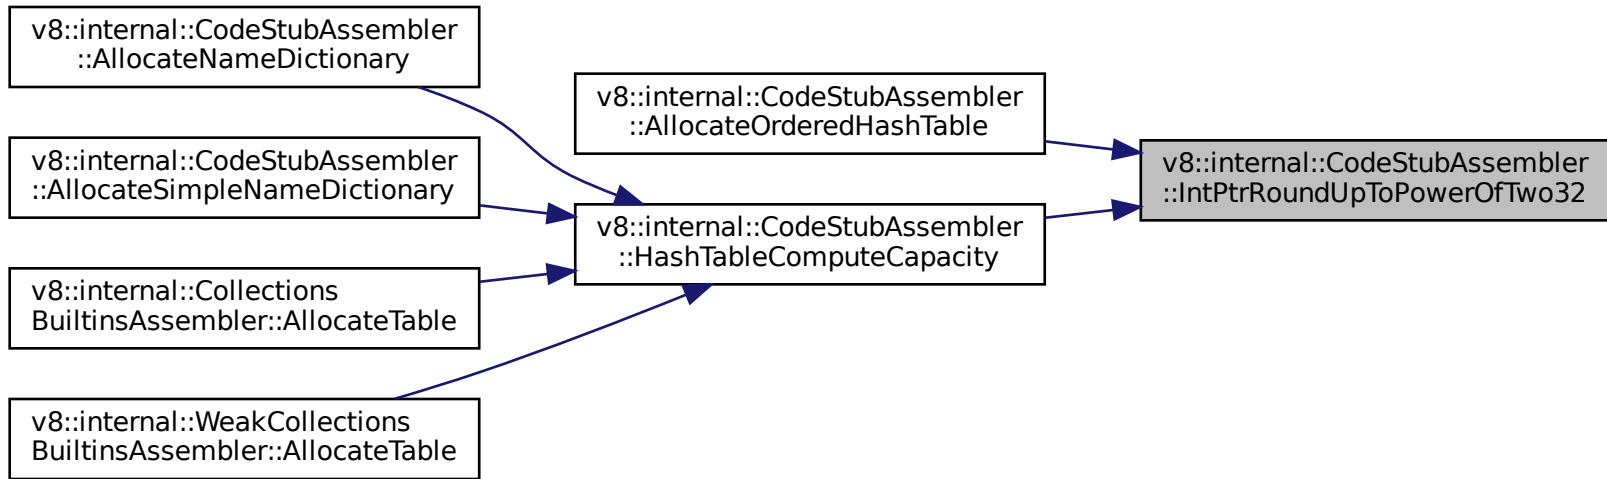 v8::internal::CodeStubAssembler
::AllocateNameDictionary
v8::internal::CodeStubAssembler
::AllocateSimpleNameDictionary
v8::internal::Collections
BuiltinsAssembler::AllocateTable
v8::internal::WeakCollections
BuiltinsAssembler::AllocateTable
v8::internal::CodeStubAssembler
::AllocateOrderedHashTable
v8::internal::CodeStubAssembler
::HashTableComputeCapacity
v8::internal::CodeStubAssembler
::IntPtrRoundUpToPowerOfTwo32